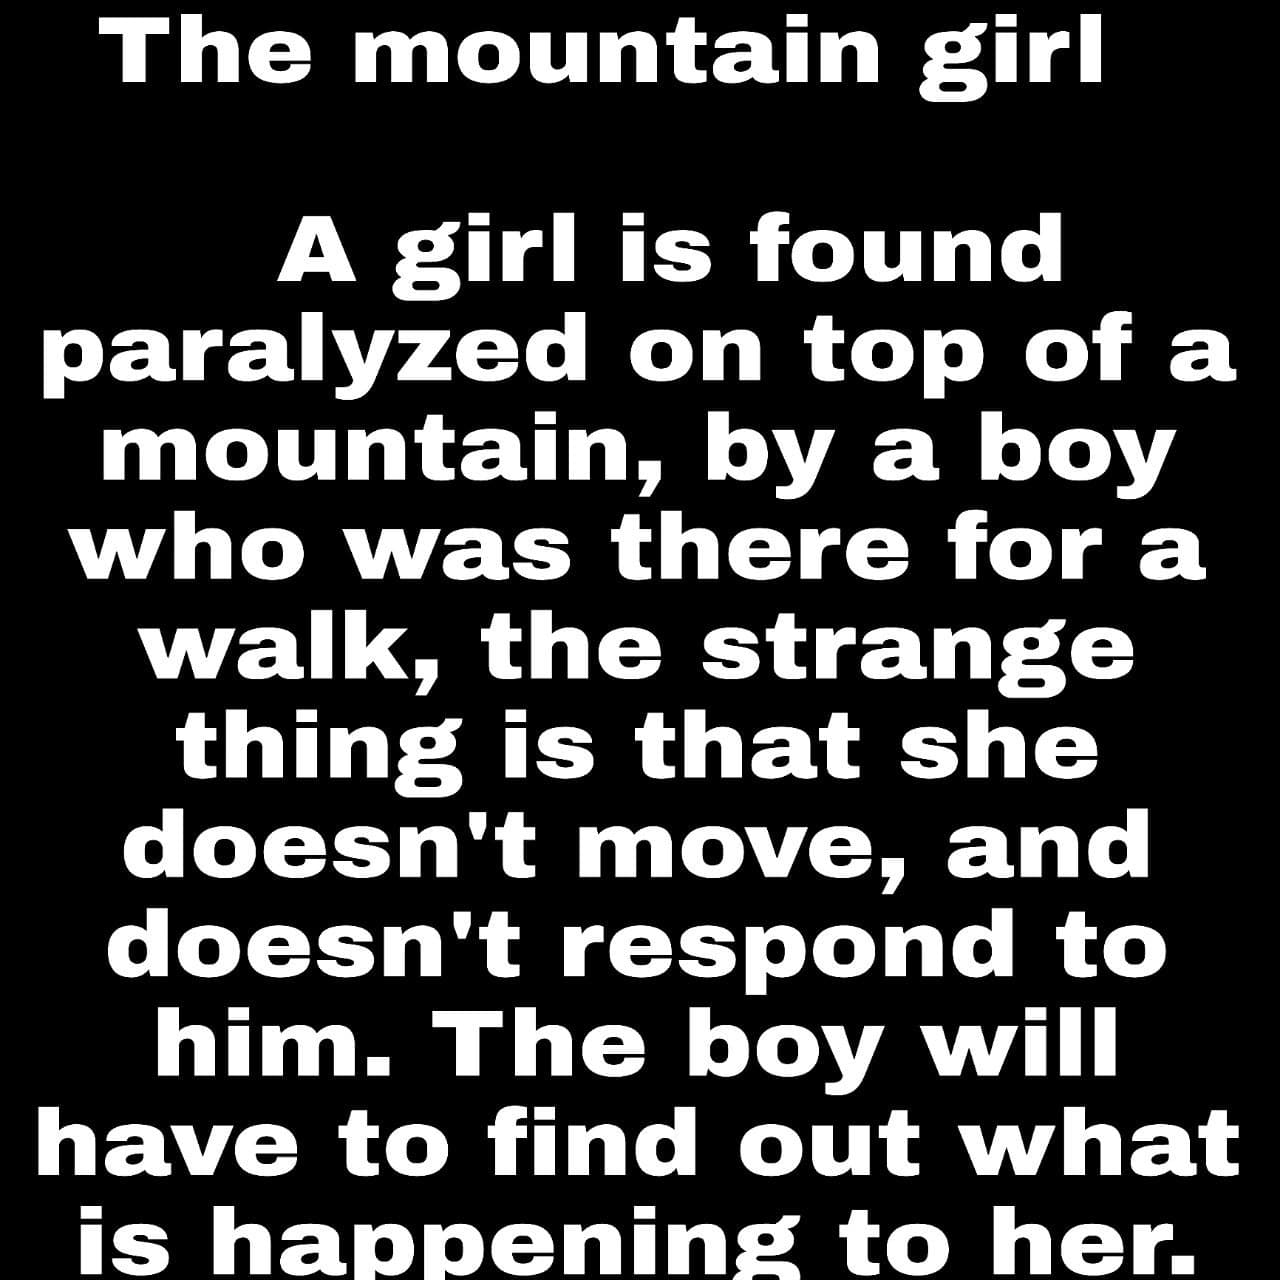 The mountain girl
A girl is found
paralyzed on top of a
mountain, by a boy
who was there for a
walk, the strange
thing is that she
doesn't move, and
doesn't respond to
him. The boy will
have to find out what
is happening to her.